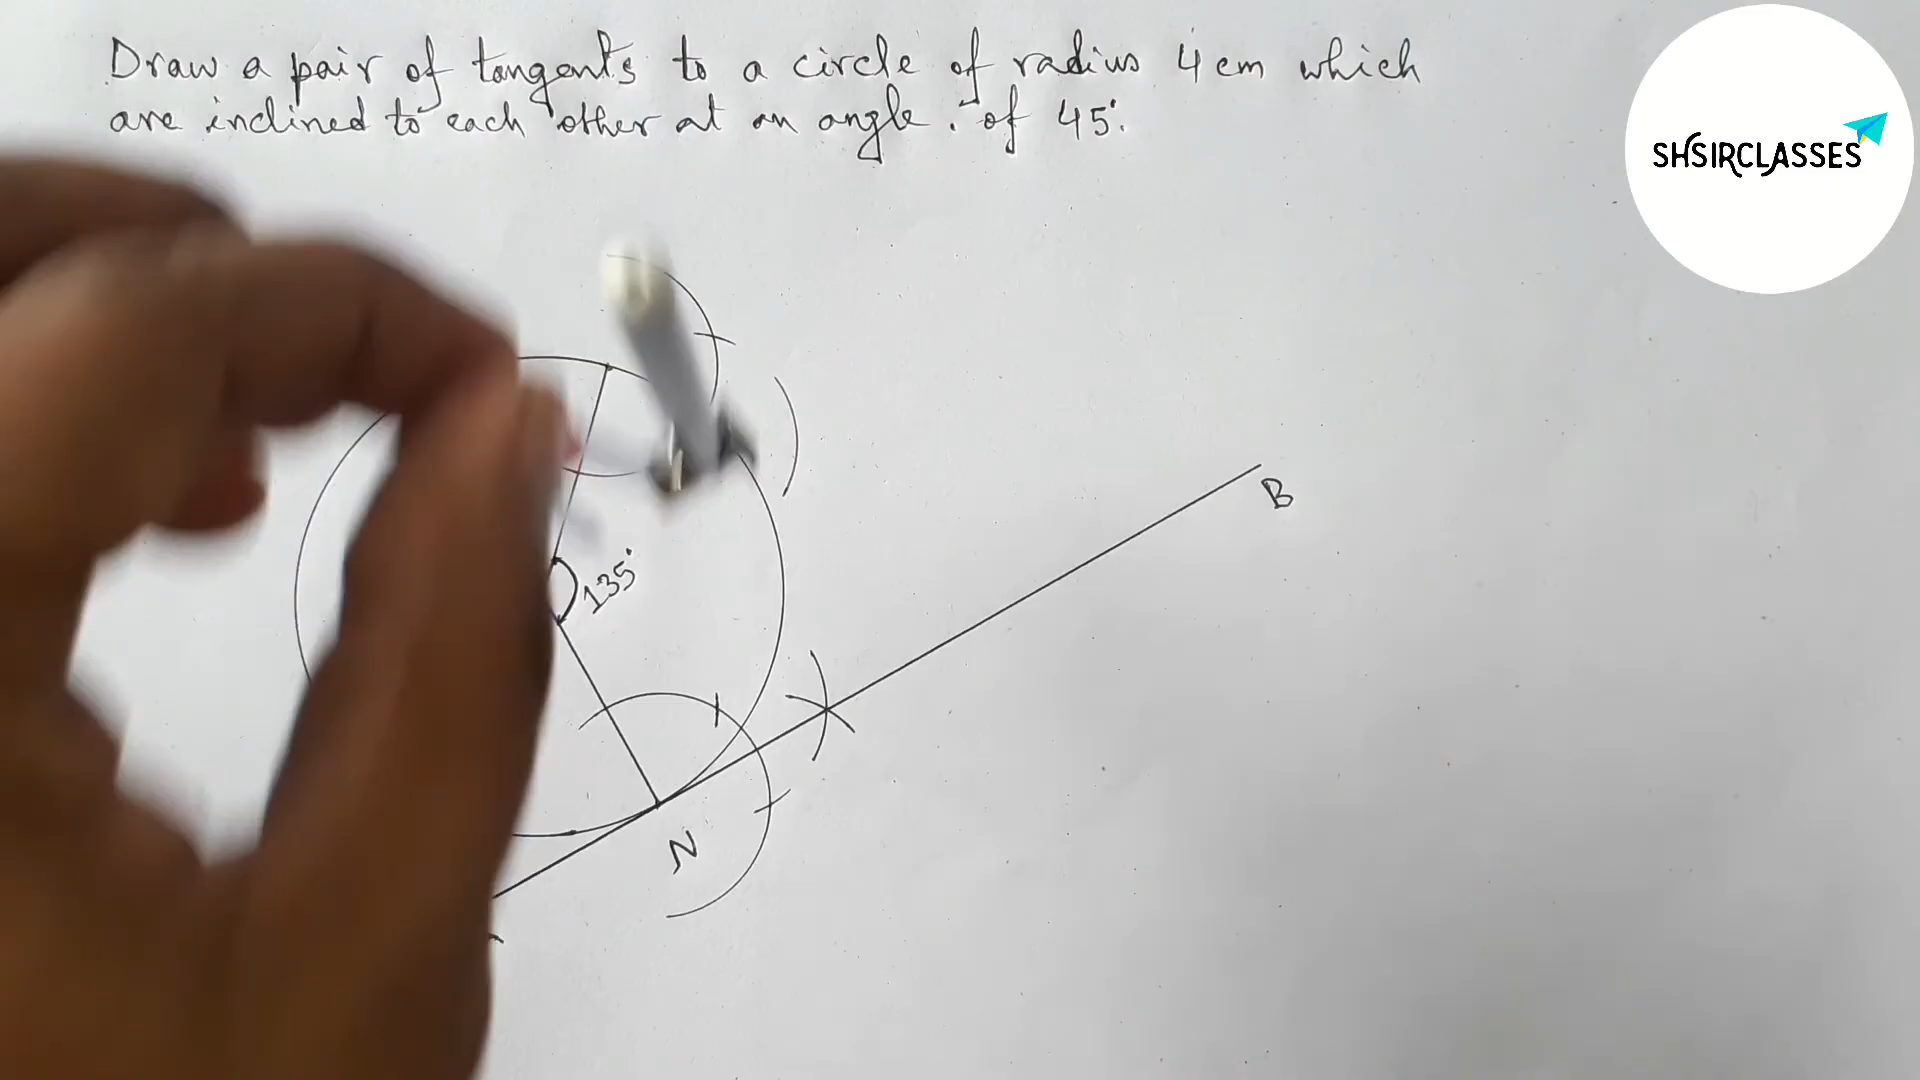 Draw a pair of tangents to a circle of radius 4 cm which
are inclined to each other at an angle. of 45°.
SHSIRCLASSES
B
135°
N